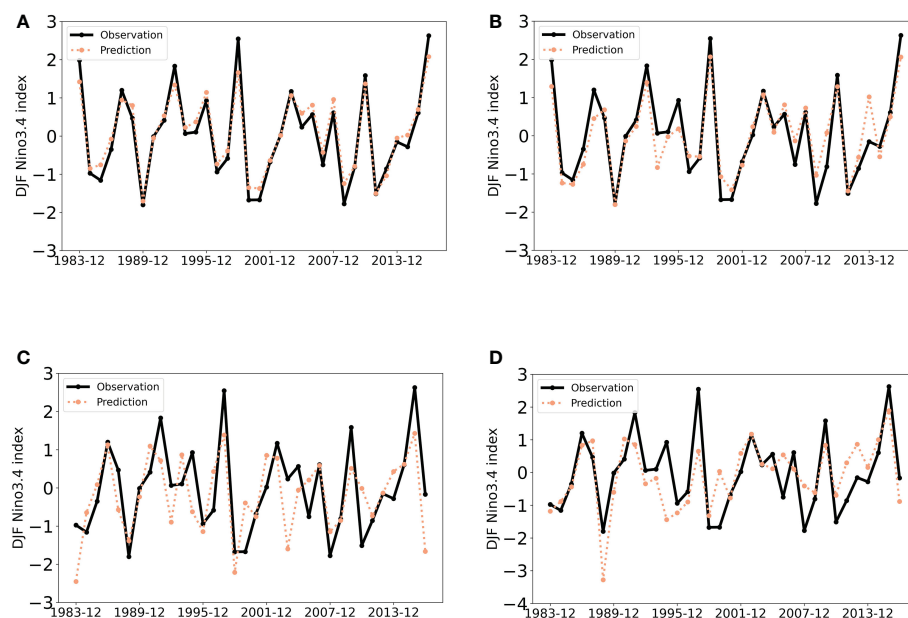 A
3
2
1
0
−1
−2
−3
DJF Nino3.4 index
Observation
Prediction
1983-12 1989-12 1995-12 2001-12 2007-12 2013-12
B
3
2
1
0
−1
−2
−3
DJF Nino3.4 index
Observation
Prediction
1983-12 1989-12 1995-12 2001-12 2007-12 2013-12
C
3
2
1
0
−1
−2
−3
DJF Nino3.4 index
Observation
Prediction
1983-12 1989-12 1995-12 2001-12 2007-12 2013-12
D
3
2
1
0
−1
−2
−3
−4
DJF Nino3.4 index
Observation
Prediction
1983-12 1989-12 1995-12 2001-12 2007-12 2013-12